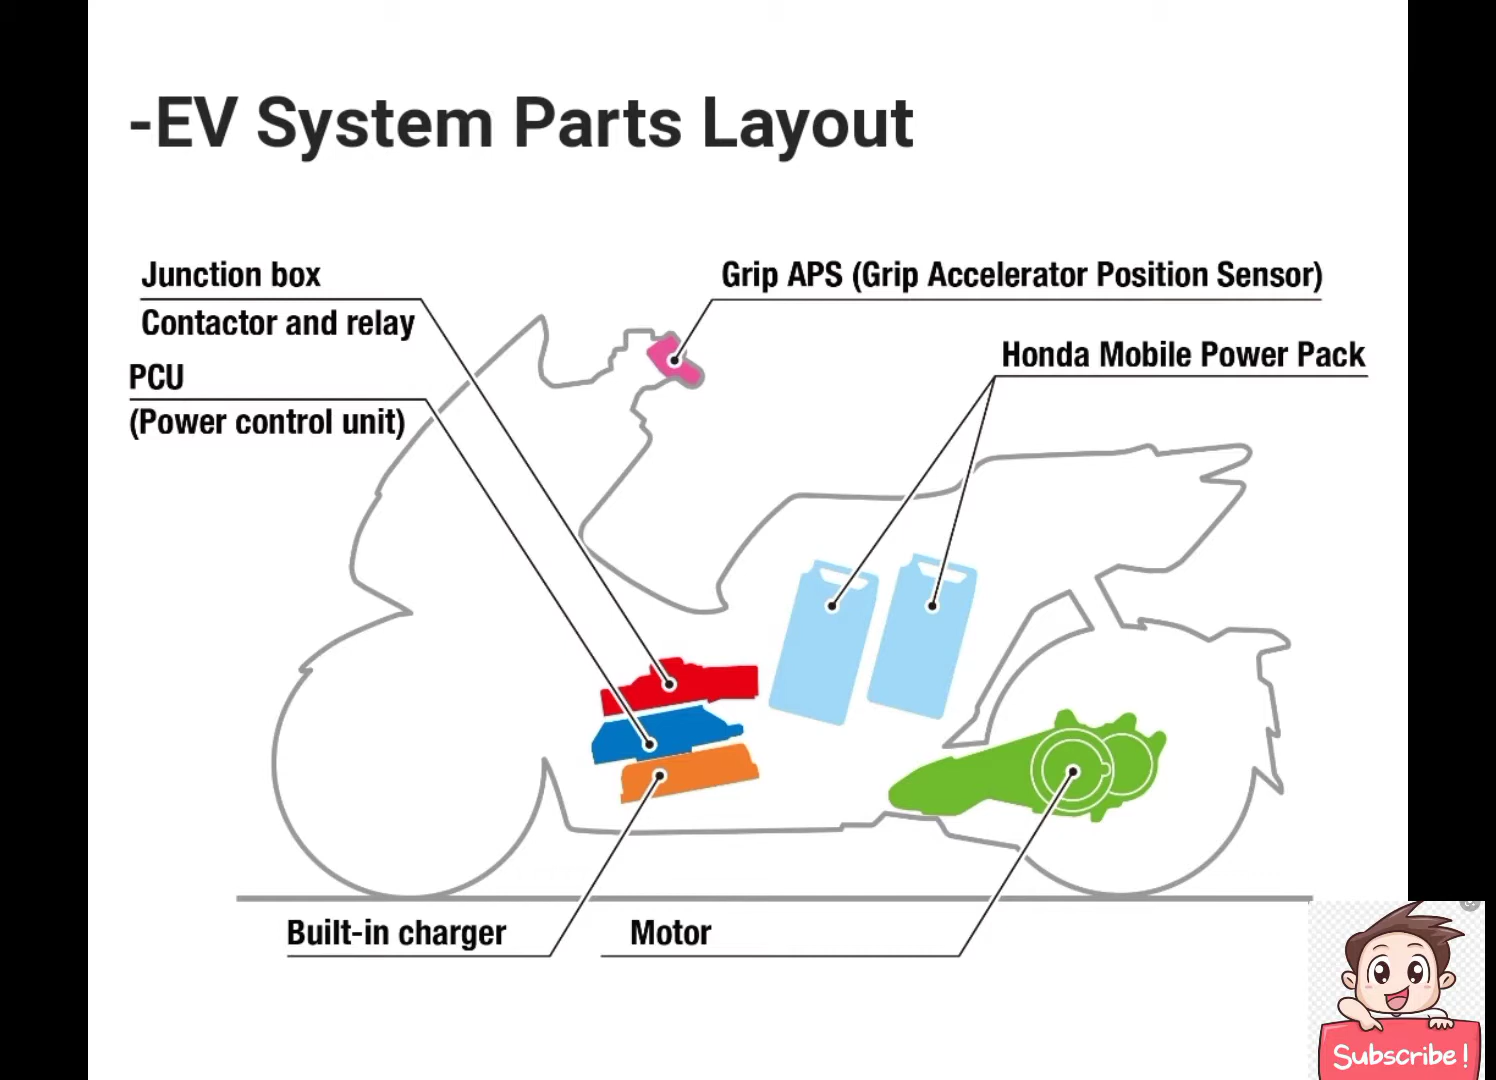 -EV System Parts Layout
Junction box
Contactor and relay
PCU
(Power control unit)
Grip APS (Grip Accelerator Position Sensor)
Honda Mobile Power Pack
Built-in charger
Motor
Subscribe!